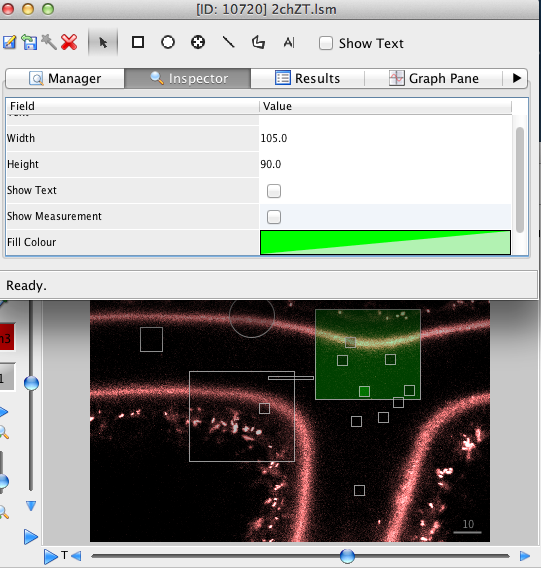 [ID: 10720] 2chZT.lsm
A Show Text
Manager Inspector Results Graph Pane
Field Value
Width 105.0
Height 90.0
Show Text
Show Measurement
Fill Colour
Ready.
10
T